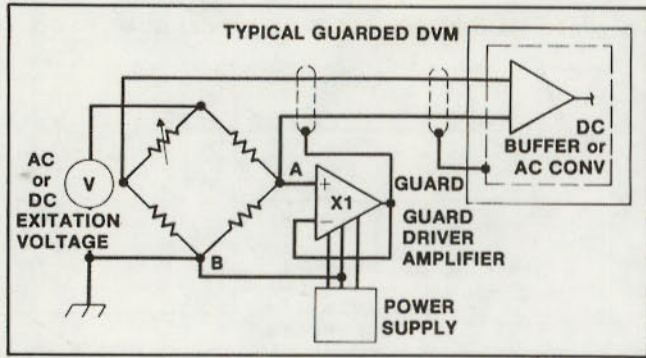 TYPICAL GUARDED DVM
DC
BUFFER or
AC CONV
AC
or
DC
EXITATION
VOLTAGE
V
A
+
X1
−
GUARD
GUARD
DRIVER
AMPLIFIER
B
POWER
SUPPLY